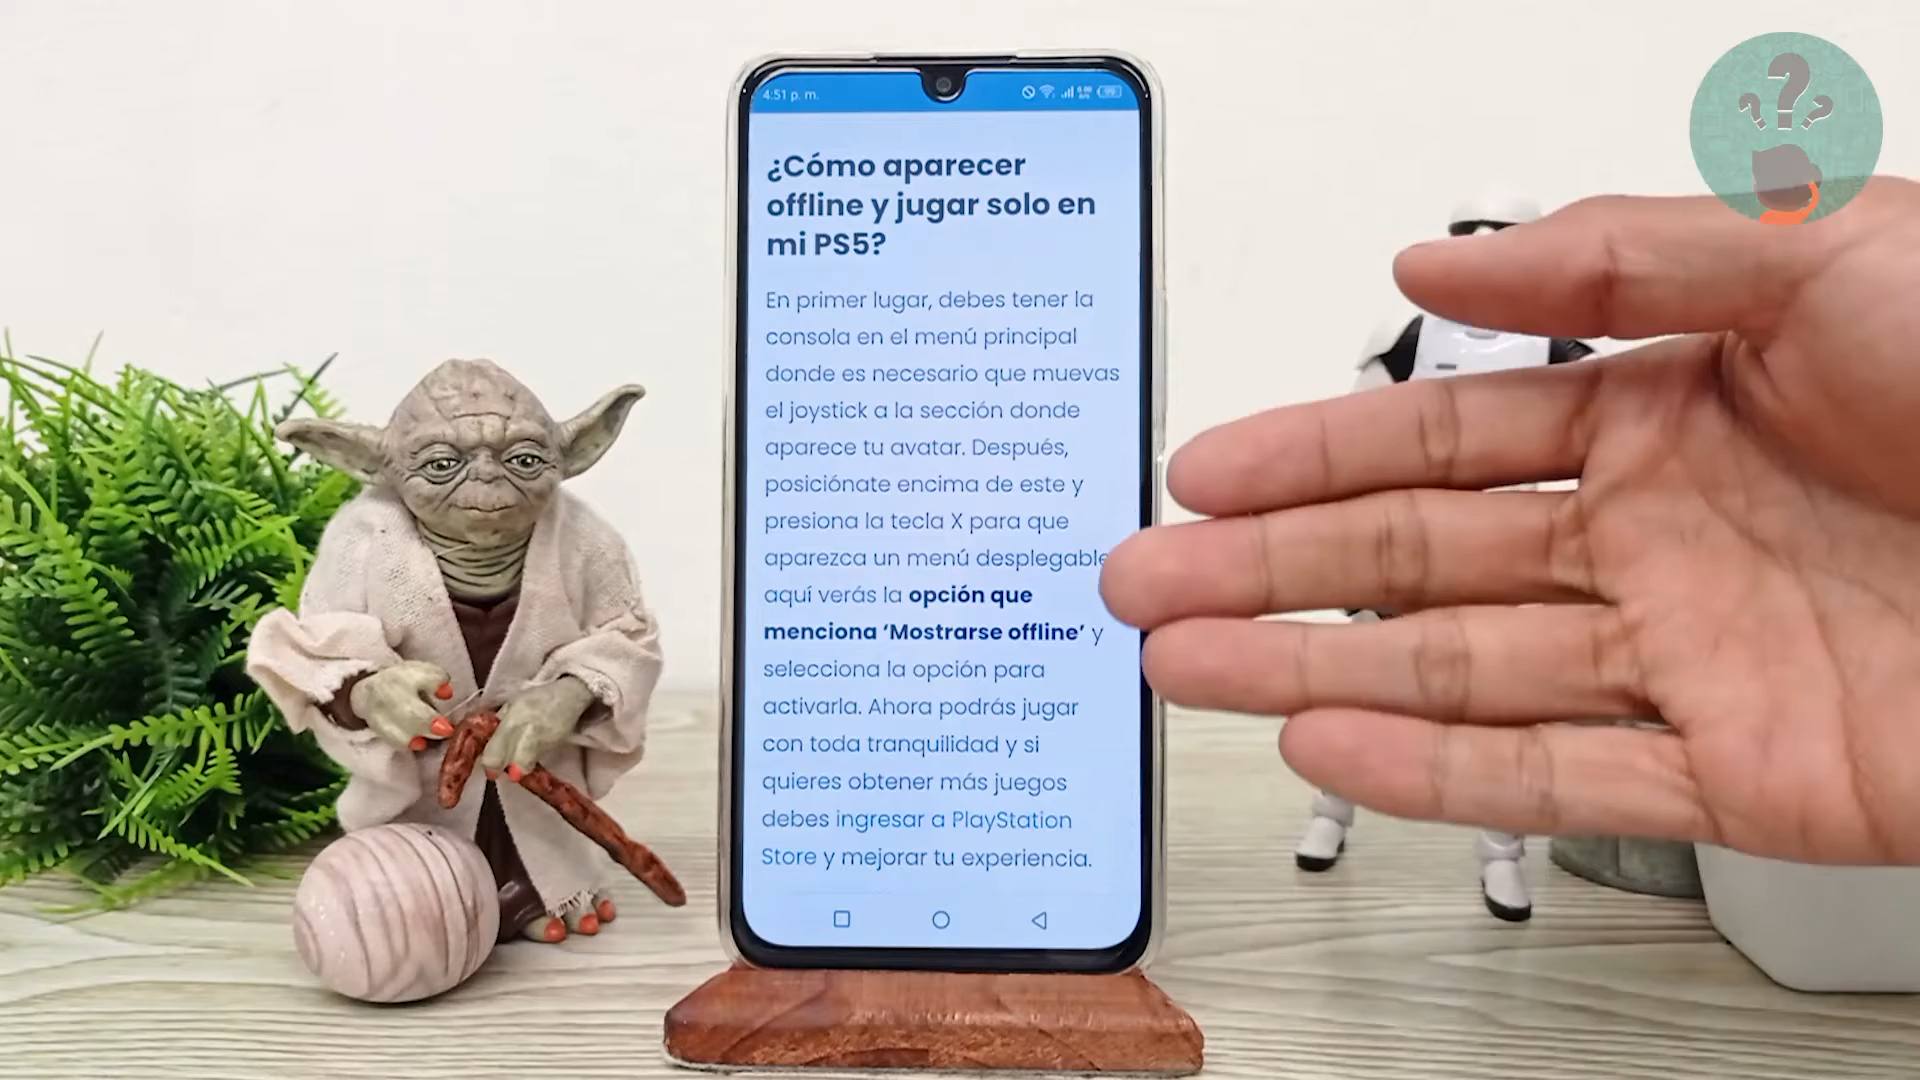 4:51 p. m.
¿Cómo aparecer
offline y jugar solo en
mi PS5?
En primer lugar, debes tener la
consola en el menú principal
donde es necesario que muevas
el joystick a la sección donde
aparece tu avatar. Después,
posiciónate encima de este y
presiona la tecla X para que
aparezca un menú desplegable
aquí verás la opción que
menciona ‘Mostrarse offline’ y
selecciona la opción para
activarla. Ahora podrás jugar
con toda tranquilidad y si
quieres obtener más juegos
debes ingresar a PlayStation
Store y mejorar tu experiencia.